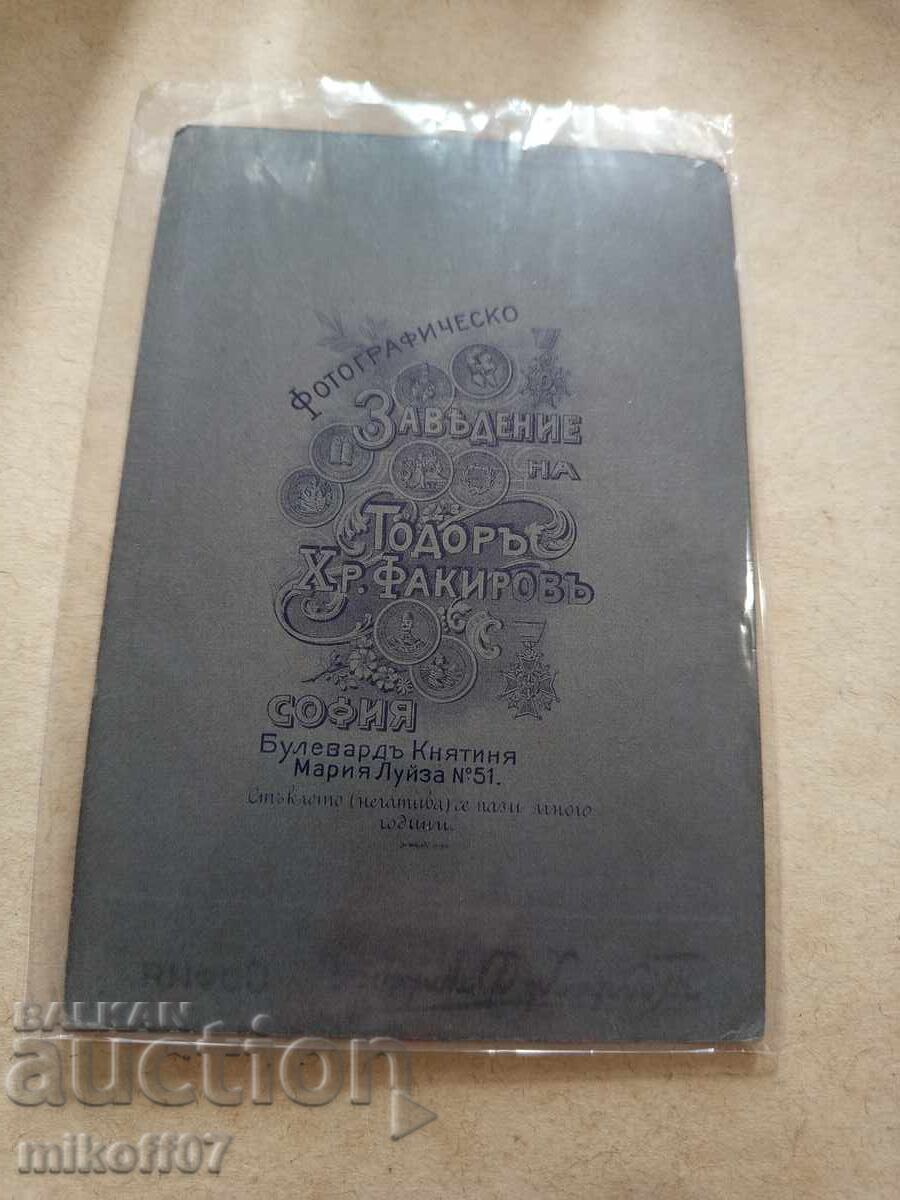 Фотографическо
Заведение
на
Тодоръ
Хр. Факировъ
София
Булевардъ Княтиня
Мария Луйза №51.
Стъклото (негатива) се пази много
години.
BALKAN
auction
mikoff07